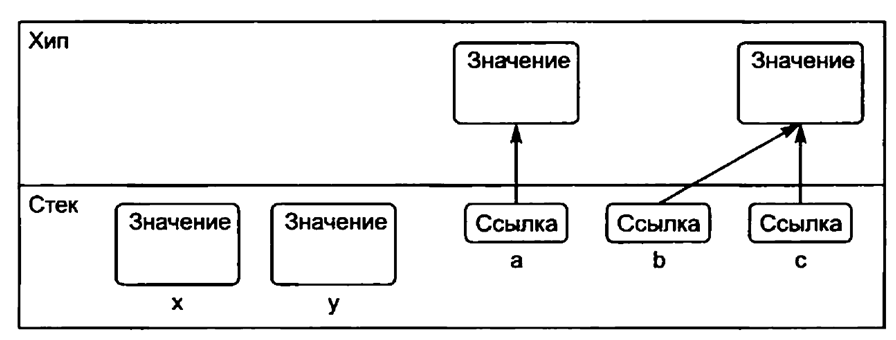 Хип
Значение
Значение
Стек
Значение
Значение
Ссылка
Ссылка
Ссылка
x
y
a
b
c